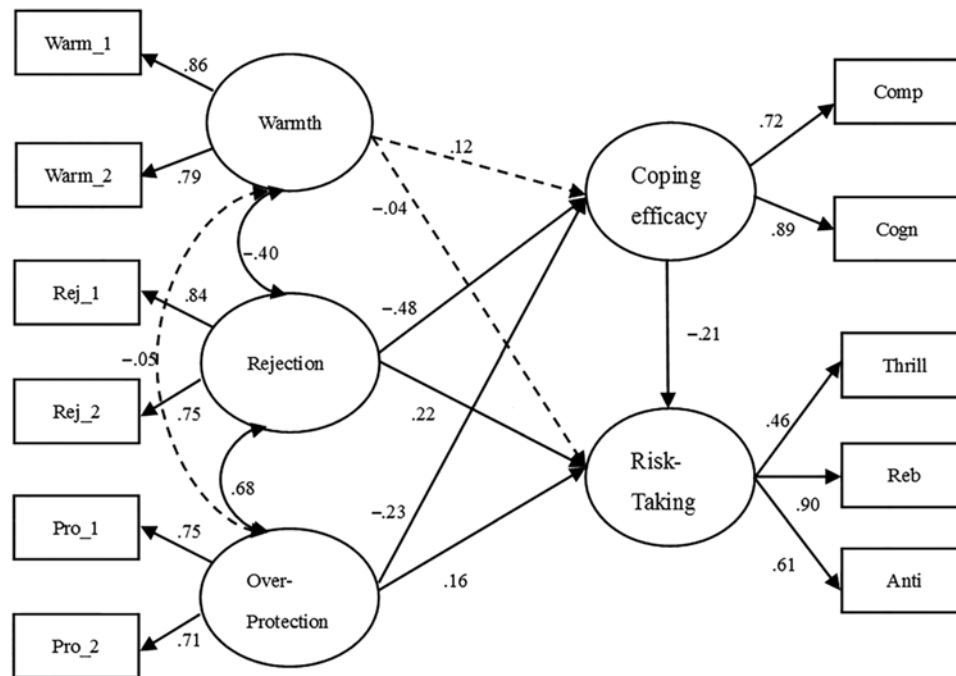 Warm_1
.86
Warmth
Warm_2
.79
.12
-.04
Coping
efficacy
.72
Comp
.89
Cogn
−.40
Rej_1
.84
−.05
Rejection
Rej_2
.75
−.48
.22
−.21
.68
Risk-
Taking
.46
Thrill
.90
Reb
.61
Anti
Pro_1
.75
Over-
Protection
−.23
.16
Pro_2
.71